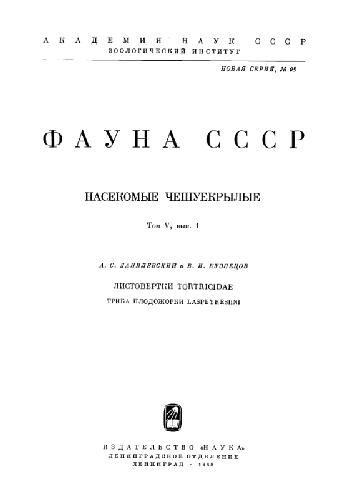 АКАДЕМИЯ НАУК СССР
ЗООЛОГИЧЕСКИЙ ИНСТИТУТ
НОВАЯ СЕРИЯ, № 98
ФАУНА СССР
НАСЕКОМЫЕ ЧЕШУЕКРЫЛЫЕ
Том V, вып. 1
А. С. ДАНИЛЕВСКИЙ и В. И. КУЗНЕЦОВ
ЛИСТОВЕРТКИ TORTRICIDAE
ТРИБА ПЛОДОЖОРКИ LASPEYRESIINI
ИЗДАТЕЛЬСТВО «НАУКА»
ЛЕНИНГРАДСКОЕ ОТДЕЛЕНИЕ
ЛЕНИНГРАД · 1968